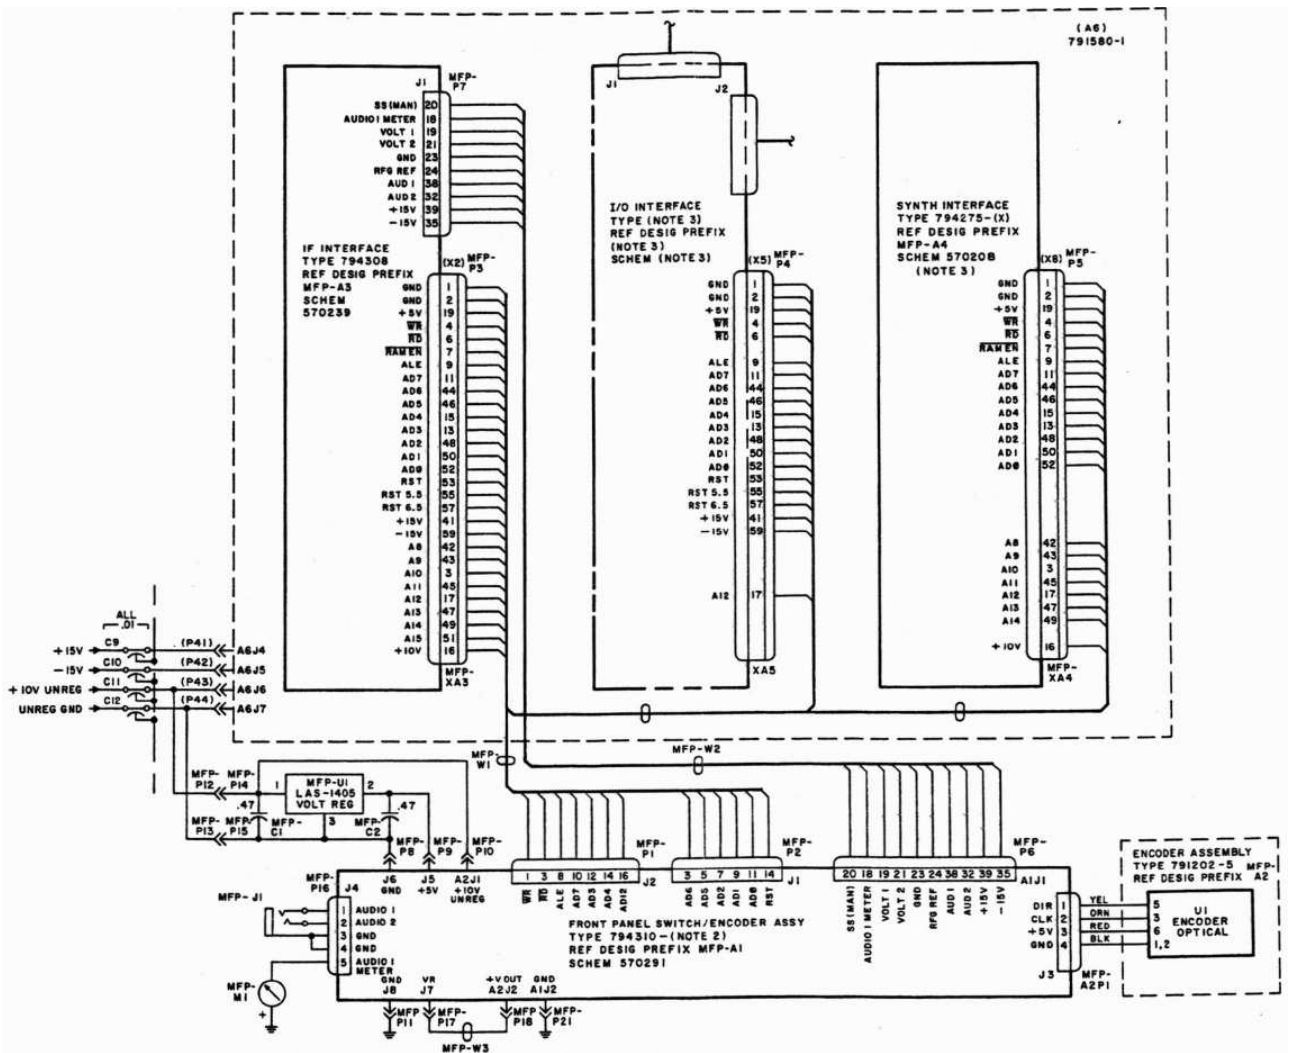 (A6)
791580-1
J1
MFP-
P7
SS(MAN) 20
AUDIO1 METER 18
VOLT 1 19
VOLT 2 21
GND 23
RFG REF 24
AUD 1 38
AUD 2 32
+15V 39
-15V 35
IF INTERFACE
TYPE 794308
REF DESIG PREFIX
MFP-A3
SCHEM
570239
(X2)
MFP-
P3
GND 1
GND 2
+5V 19
WR 4
RD 6
RAMEN 7
ALE 9
AD7 11
AD6 44
AD5 46
AD4 15
AD3 13
AD2 48
AD1 50
AD0 52
RST 53
RST 5.5 55
RST 6.5 57
+15V 41
-15V 59
A8 42
A9 43
A10 3
A11 45
A12 17
A13 47
A14 49
A15 51
+10V 16
MFP-
XA3
J1
J2
I/O INTERFACE
TYPE (NOTE 3)
REF DESIG PREFIX
(NOTE 3)
SCHEM (NOTE 3)
(X5)
MFP-
P4
GND 1
GND 2
+5V 19
WR 4
RD 6
ALE 9
AD7 11
AD6 44
AD5 46
AD4 15
AD3 13
AD2 48
AD1 50
AD0 52
RST 53
RST 5.5 55
RST 6.5 57
+15V 41
-15V 59
A12 17
XA5
SYNTH INTERFACE
TYPE 794275-(X)
REF DESIG PREFIX
MFP-A4
SCHEM 570208
(NOTE 3)
(X8)
MFP-
P5
GND 1
GND 2
+5V 19
WR 4
RD 6
RAMEN 7
ALE 9
AD7 11
AD6 44
AD5 46
AD4 15
AD3 13
AD2 48
AD1 50
AD0 52
A8 42
A9 43
A10 3
A11 45
A12 17
A13 47
A14 49
+10V 16
MFP-
XA4
ALL
.01
+15V C9 (P41) A6J4
-15V C10 (P42) A6J5
+10V UNREG C11 (P43) A6J6
UNREG GND C12 (P44) A6J7
MFP-
W1
MFP-W2
MFP-
P12
MFP-
P14
1
MFP-U1
LAS-1405
VOLT REG
2
3
.47
MFP-
C1
.47
MFP-
C2
MFP-
P13
MFP-
P15
MFP-
P8
MFP-
P9
MFP-
P10
J6
GND
J5
+5V
A2J1
+10V
UNREG
MFP-
P1
1 3 8 10 12 14 16
J2
WR RD ALE AD7 AD3 AD4 AD12
MFP-
P2
3 5 7 9 11 14
J1
AD6 AD5 AD2 AD1 AD0 RST
MFP-
P6
20 18 19 21 23 24 38 32 39 35
A1J1
SS(MAN) AUDIO1 METER VOLT 1 VOLT 2 GND RFG REF AUD 1 AUD 2 +15V -15V
FRONT PANEL SWITCH/ENCODER ASSY
TYPE 794310-(NOTE 2)
REF DESIG PREFIX MFP-A1
SCHEM 570291
MFP-J1
MFP-
P16
J4
1 AUDIO 1
2 AUDIO 2
3 GND
4 GND
5 AUDIO 1
METER
MFP-
M1
+
GND
J8
VR
J7
+V OUT
A2J2
GND
A1J2
MFP
P11
MFP-
P17
MFP
P18
MFP-
P21
MFP-W3
DIR 1 YEL 5
CLK 2 ORN 3
+5V 3 RED 6
GND 4 BLK 1,2
J3
MFP-
A2P1
ENCODER ASSEMBLY
TYPE 791202-5
REF DESIG PREFIX MFP-
A2
U1
ENCODER
OPTICAL